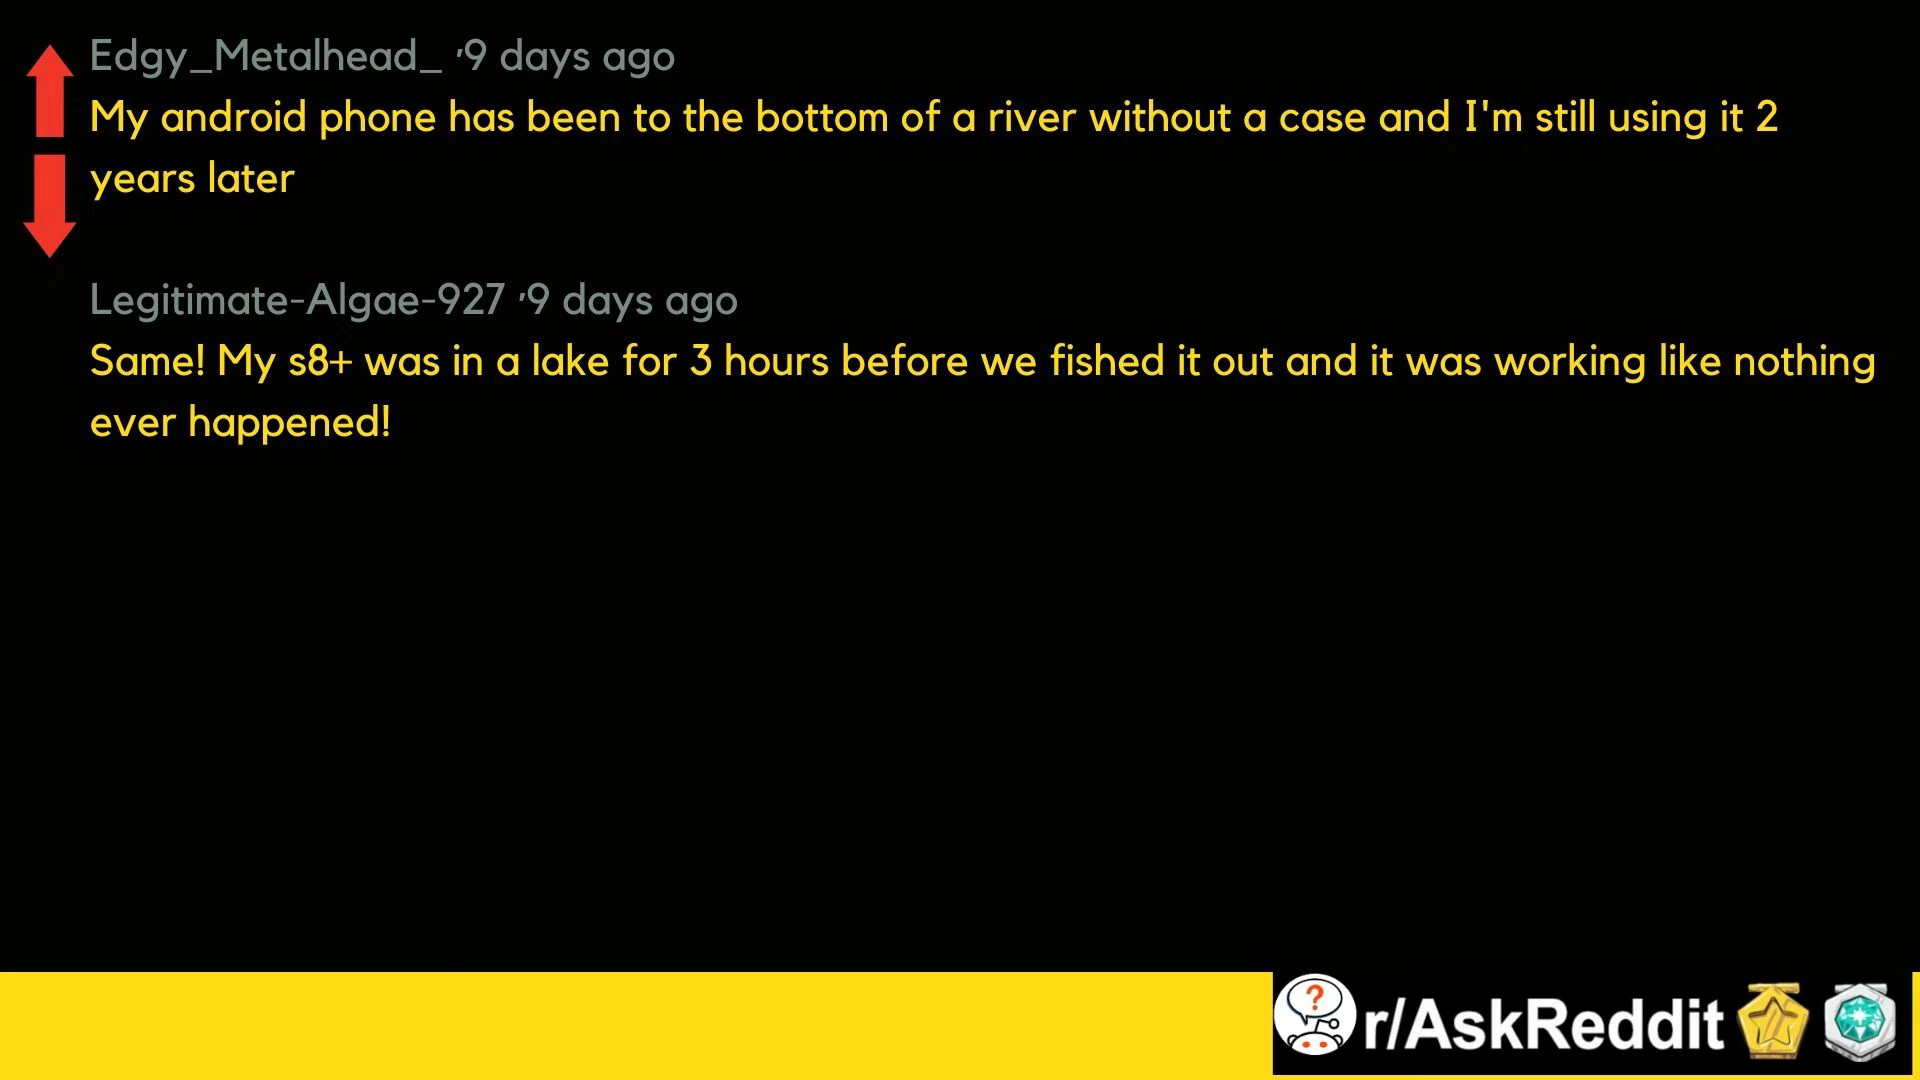 Edgy_Metalhead_ ·9 days ago
My android phone has been to the bottom of a river without a case and I'm still using it 2
years later
Legitimate-Algae-927 ·9 days ago
Same! My s8+ was in a lake for 3 hours before we fished it out and it was working like nothing
ever happened!
?
r/AskReddit